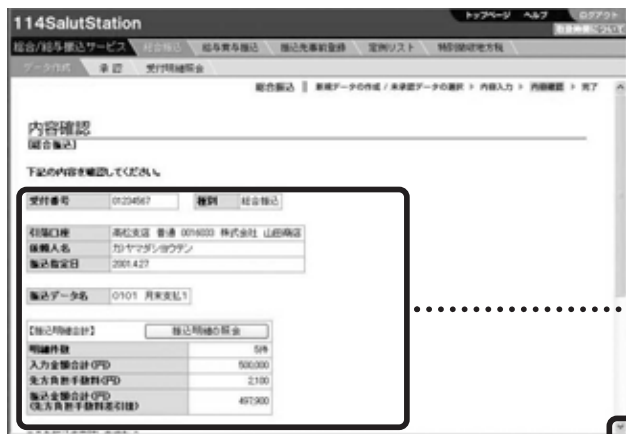 114SalutStation
トップページ ヘルプ ログアウト
総合/給与振込サービス 総合振込 給与賞与振込 振込先事前登録 定例リスト 特別徴収地方税
データ作成 承認 受付明細照会
総合振込 || 新規データの作成 / 未承認データの選択 > 内容入力 > 内容確認 > 完了
内容確認
[総合振込]
下記の内容を確認してください。
受付番号 01234567 種別 総合振込
引落口座 高松支店 普通 0016033 株式会社 山田商店
依頼人名 カ)ヤマダシヨウテン
振込指定日 2001.4.27
振込データ名 0101 月末支払1
【振込明細合計】 振込明細の照会
明細件数 5件
入力金額合計(円) 500,000
先方負担手数料(円) 2,100
振込金額合計(円) 497,900
(先方負担手数料差引後)